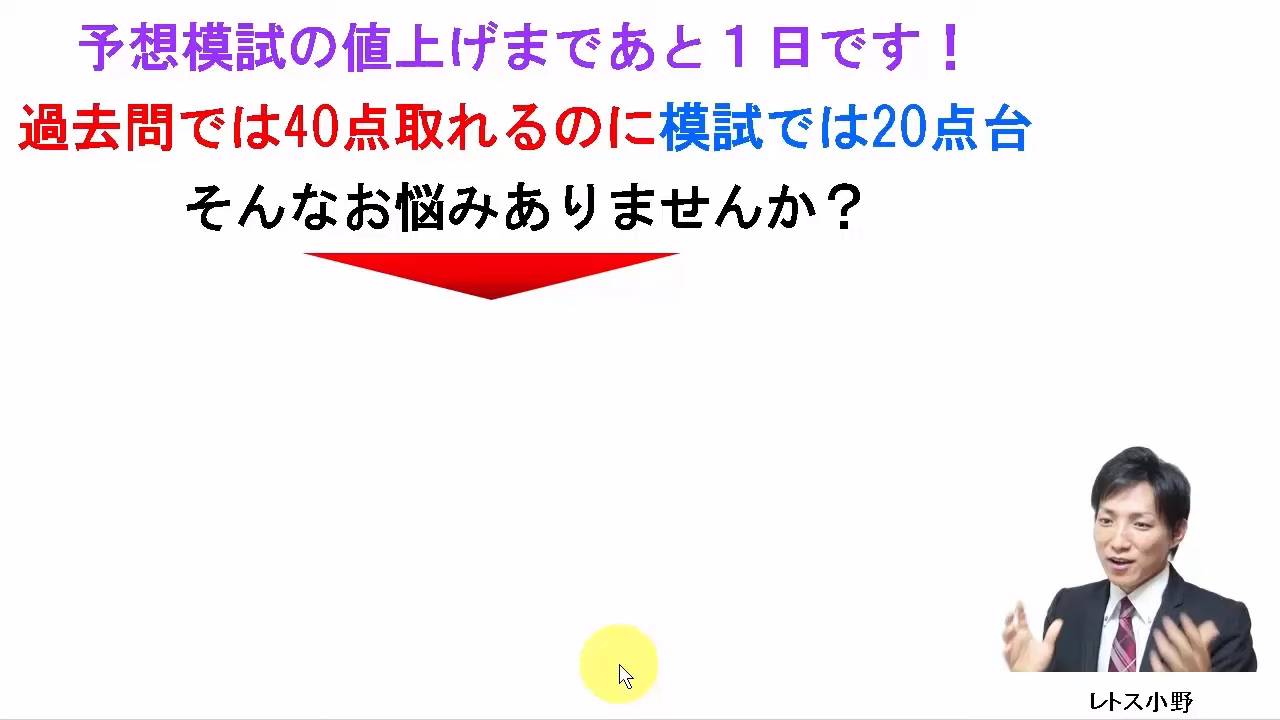 予想模試の値上げまであと１日です！
過去問では40点取れるのに模試では20点台
そんなお悩みありませんか？
レトス小野